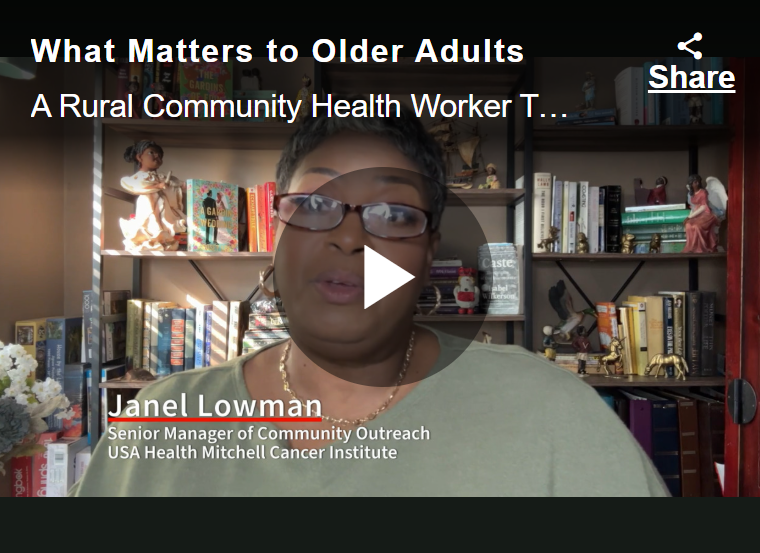 What Matters to Older Adults
Share
A Rural Community Health Worker T...
Caste
Janel Lowman
Senior Manager of Community Outreach
USA Health Mitchell Cancer Institute